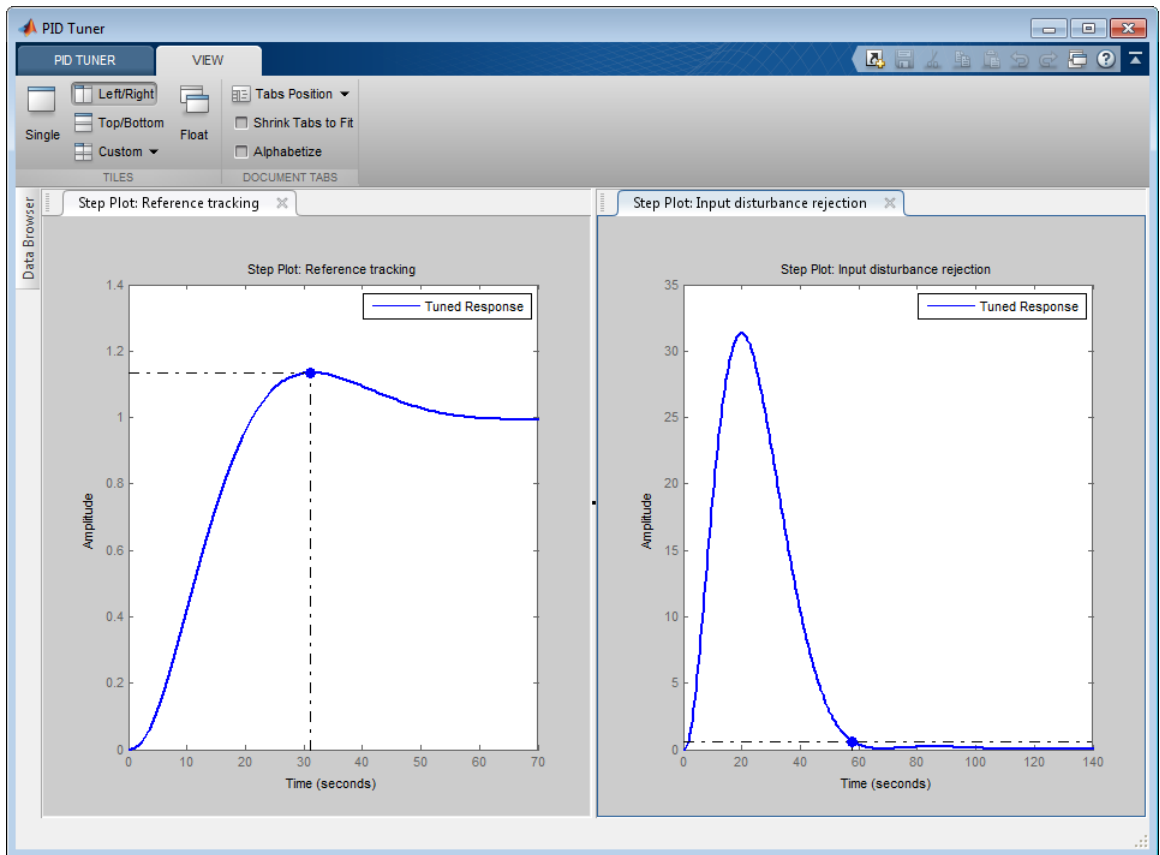 PID Tuner
PID TUNER
VIEW
Single
Left/Right
Top/Bottom
Custom
Float
Tabs Position
Shrink Tabs to Fit
Alphabetize
TILES
DOCUMENT TABS
Data Browser
Step Plot: Reference tracking
Step Plot: Reference tracking
Tuned Response
1.4
1.2
1
0.8
0.6
0.4
0.2
0
Amplitude
0 10 20 30 40 50 60 70
Time (seconds)
Step Plot: Input disturbance rejection
Step Plot: Input disturbance rejection
Tuned Response
35
30
25
20
15
10
5
0
Amplitude
0 20 40 60 80 100 120 140
Time (seconds)